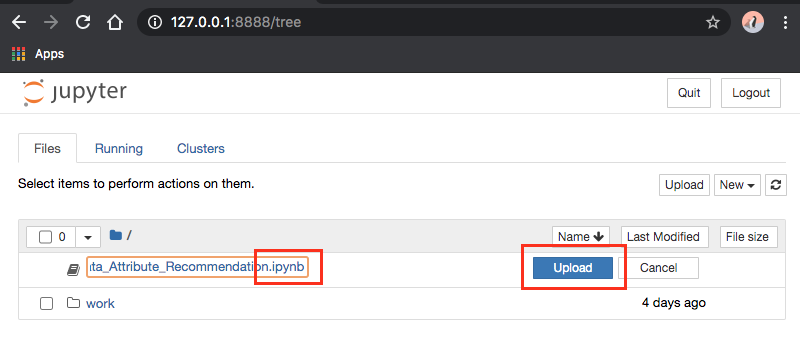 127.0.0.1:8888/tree
Apps
jupyter
Quit
Logout
Files
Running
Clusters
Select items to perform actions on them.
Upload
New
0
/
Name
Last Modified
File size
ta_Attribute_Recommendation.ipynb
Upload
Cancel
work
4 days ago